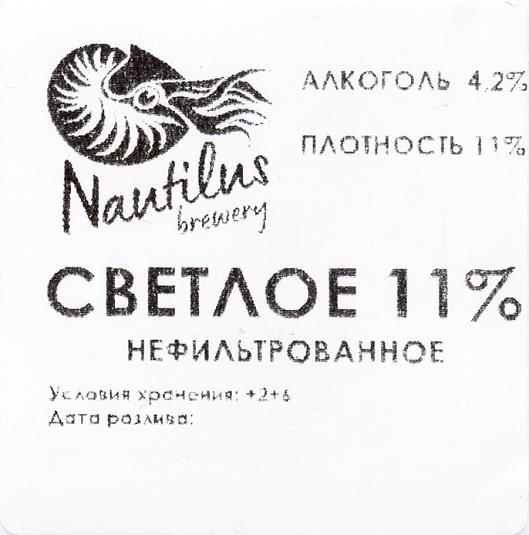 Nautilus
brewery
АЛКОГОЛЬ 4,2%
ПЛОТНОСТЬ 11%
СВЕТЛОЕ 11%
НЕФИЛЬТРОВАННОЕ
Условия хранения: +2+6
Дата розлива: